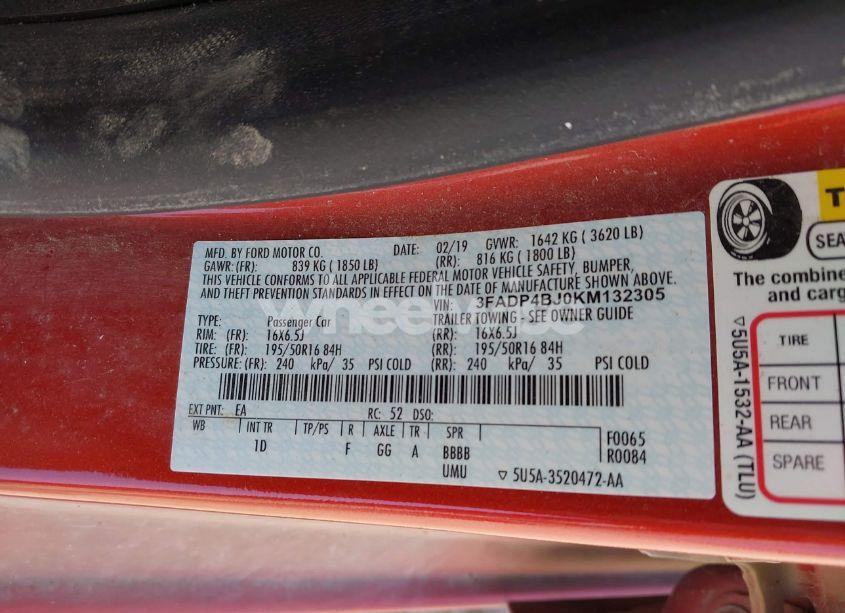 MFD. BY FORD MOTOR CO. DATE: 02/19 GVWR: 1642 KG ( 3620 LB)
GAWR: (FR): 839 KG ( 1850 LB) (RR): 816 KG ( 1800 LB)
THIS VEHICLE CONFORMS TO ALL APPLICABLE FEDERAL MOTOR VEHICLE SAFETY, BUMPER,
AND THEFT PREVENTION STANDARDS IN EFFECT ON THE DATE OF MANUFACTURE SHOWN ABOVE.
VIN: 3FADP4BJ0KM132305
TYPE: Passenger Car TRAILER TOWING - SEE OWNER GUIDE
RIM: (FR): 16X6.5J (RR): 16X6.5J
TIRE: (FR): 195/50R16 84H (RR): 195/50R16 84H
PRESSURE: (FR): 240 kPa/ 35 PSI COLD (RR): 240 kPa/ 35 PSI COLD
EXT PNT: EA RC: 52 DSO:
WB INT TR TP/PS R AXLE TR SPR F0065
1D F GG A BBBB R0084
UMU ▽ 5U5A-3520472-AA
▽ 5U5A-1532-AA (TLU)
SEA
The combine
and carg
TIRE
FRONT
REAR
SPARE